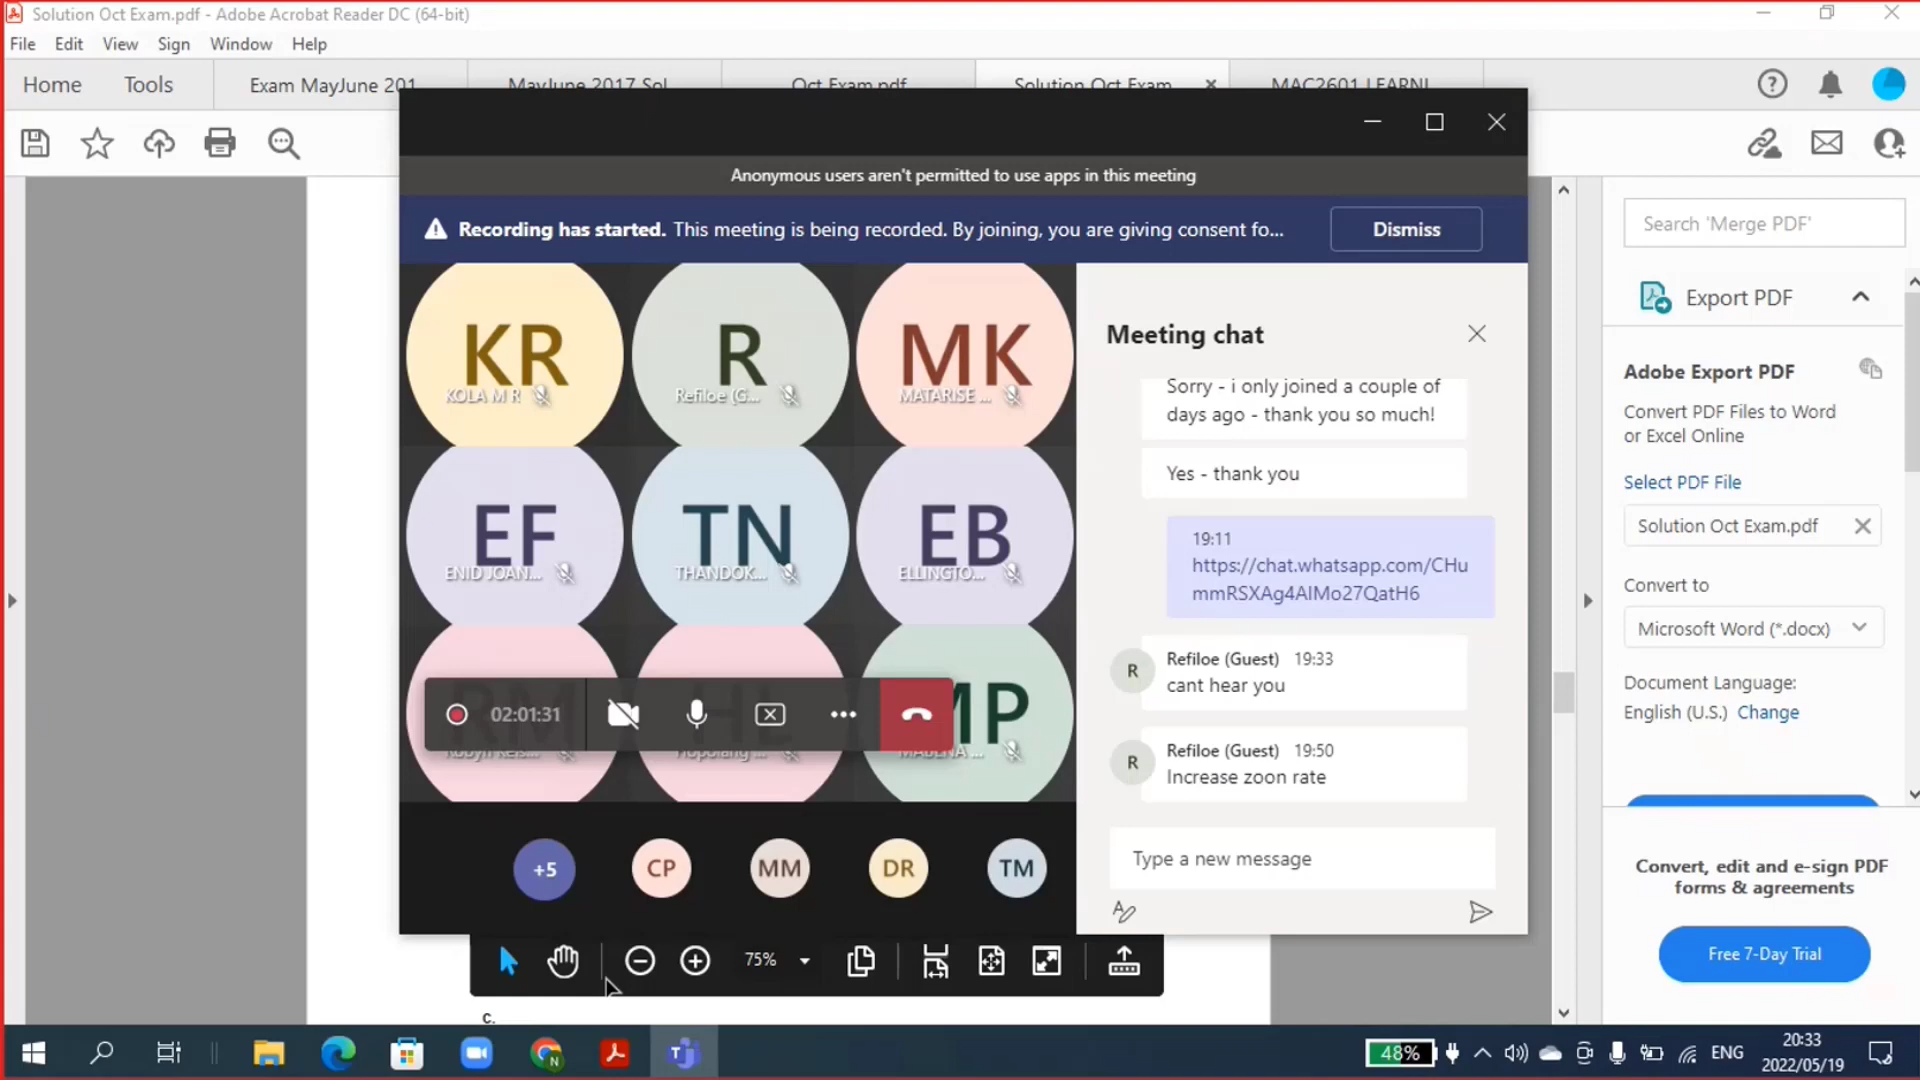 Solution Oct Exam.pdf - Adobe Acrobat Reader DC (64-bit)
File Edit View Sign Window Help
Home Tools Exam MayJune 201... MayJune 2017 Sol... Oct Exam.pdf Solution Oct Exam... MAC2601 LEARNI...
Anonymous users aren't permitted to use apps in this meeting
Recording has started. This meeting is being recorded. By joining, you are giving consent fo... Dismiss
KR
KOLA M R
R
Refiloe (G...
MK
MATARISE ...
EF
ENID JOAN...
TN
THANDOK...
EB
ELLINGTO...
RM
HL
MP
02:01:31
+5 CP MM DR TM
Meeting chat
Sorry - i only joined a couple of
days ago - thank you so much!
Yes - thank you
19:11
https://chat.whatsapp.com/CHu
mmRSXAg4AIMo27QatH6
R
Refiloe (Guest) 19:33
cant hear you
R
Refiloe (Guest) 19:50
Increase zoon rate
Type a new message
Search 'Merge PDF'
Export PDF
Adobe Export PDF
Convert PDF Files to Word
or Excel Online
Select PDF File
Solution Oct Exam.pdf
Convert to
Microsoft Word (*.docx)
Document Language:
English (U.S.) Change
Convert, edit and e-sign PDF
forms & agreements
Free 7-Day Trial
75%
c.
48% ENG 20:33
2022/05/19